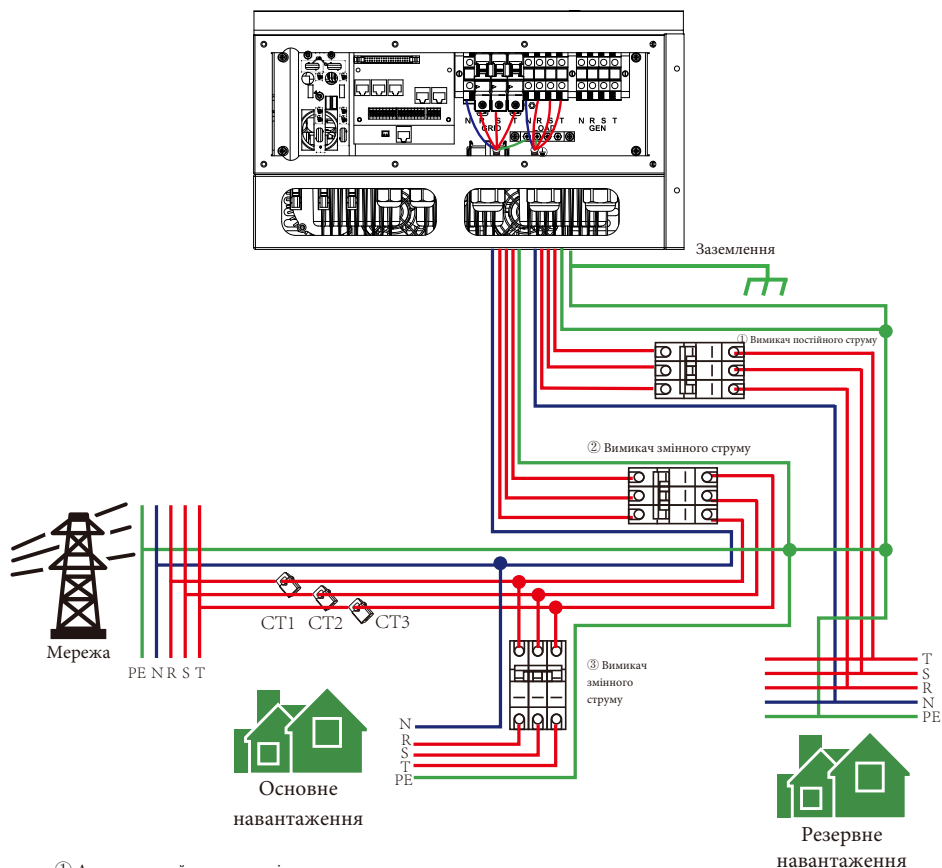 N R S T N R S T N R S T
GRID LOAD GEN
Заземлення
① Вимикач постійного струму
② Вимикач змінного струму
CT1 CT2 CT3
Мережа
PE N R S T
③ Вимикач
змінного
струму
T
S
R
N
PE
N
R
S
T
PE
Основне
навантаження
Резервне
навантаження